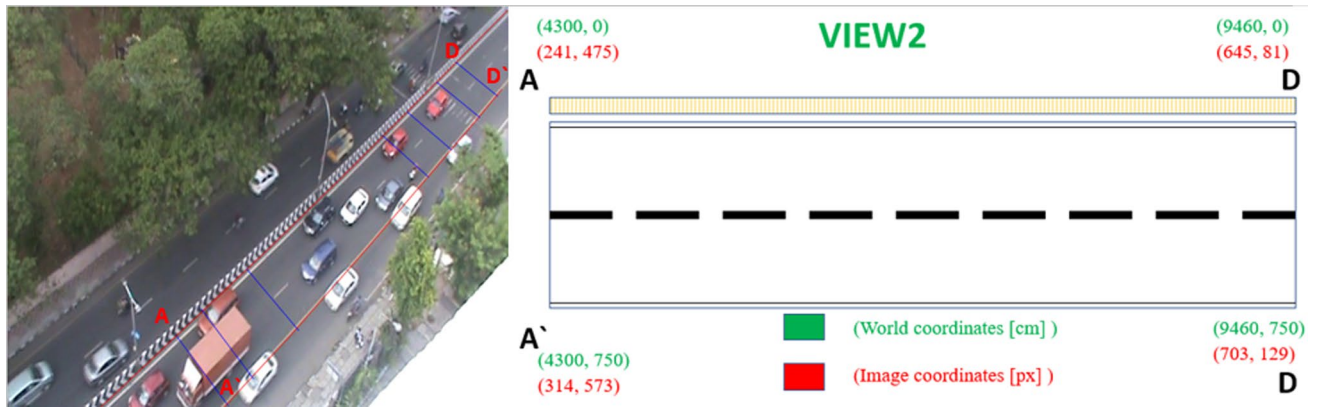 D
D`
A
A`
VIEW2
(4300, 0)
(241, 475)
A
(9460, 0)
(645, 81)
D
A`
(4300, 750)
(314, 573)
(World coordinates [cm] )
(Image coordinates [px] )
(9460, 750)
(703, 129)
D